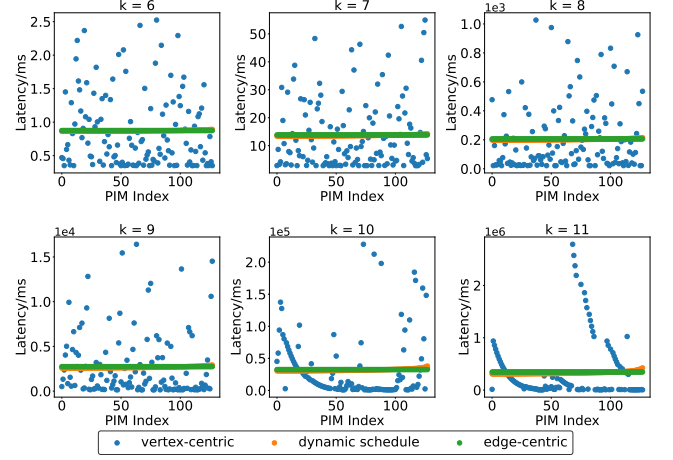 k = 6
k = 7
k = 8
1e3
2.5
2.0
1.5
1.0
0.5
Latency/ms
0
50
100
PIM Index
50
40
30
20
10
Latency/ms
0
50
100
PIM Index
1.0
0.8
0.6
0.4
0.2
0.0
Latency/ms
0
50
100
PIM Index
k = 9
k = 10
k = 11
1e4
1.5
1.0
0.5
0.0
Latency/ms
0
50
100
PIM Index
1e5
2.0
1.5
1.0
0.5
0.0
Latency/ms
0
50
100
PIM Index
1e6
2
1
0
Latency/ms
0
50
100
PIM Index
vertex-centric
dynamic schedule
edge-centric